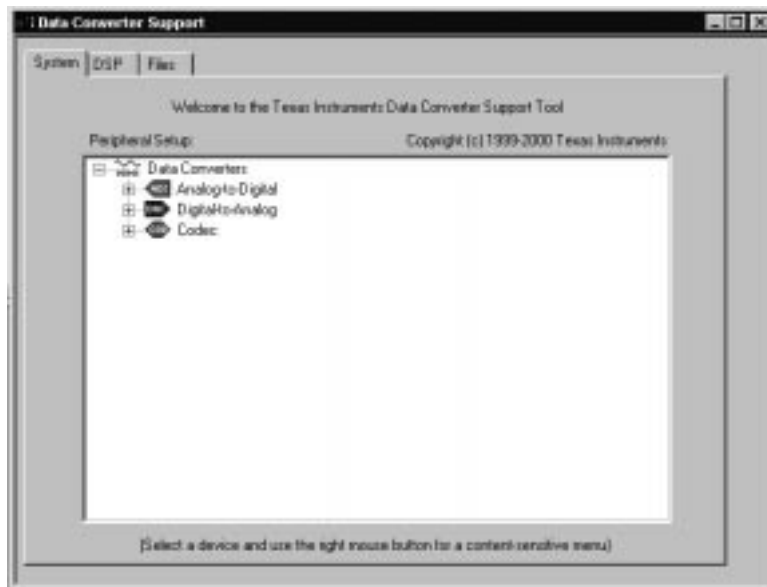 Data Converter Support
System DSP Files
Welcome to the Texas Instruments Data Converter Support Tool
Peripheral Setup: Copyright (c) 1999-2000 Texas Instruments
Data Converters
Analog-to-Digital
Digital-to-Analog
Codec
(Select a device and use the right mouse button for a content-sensitive menu)